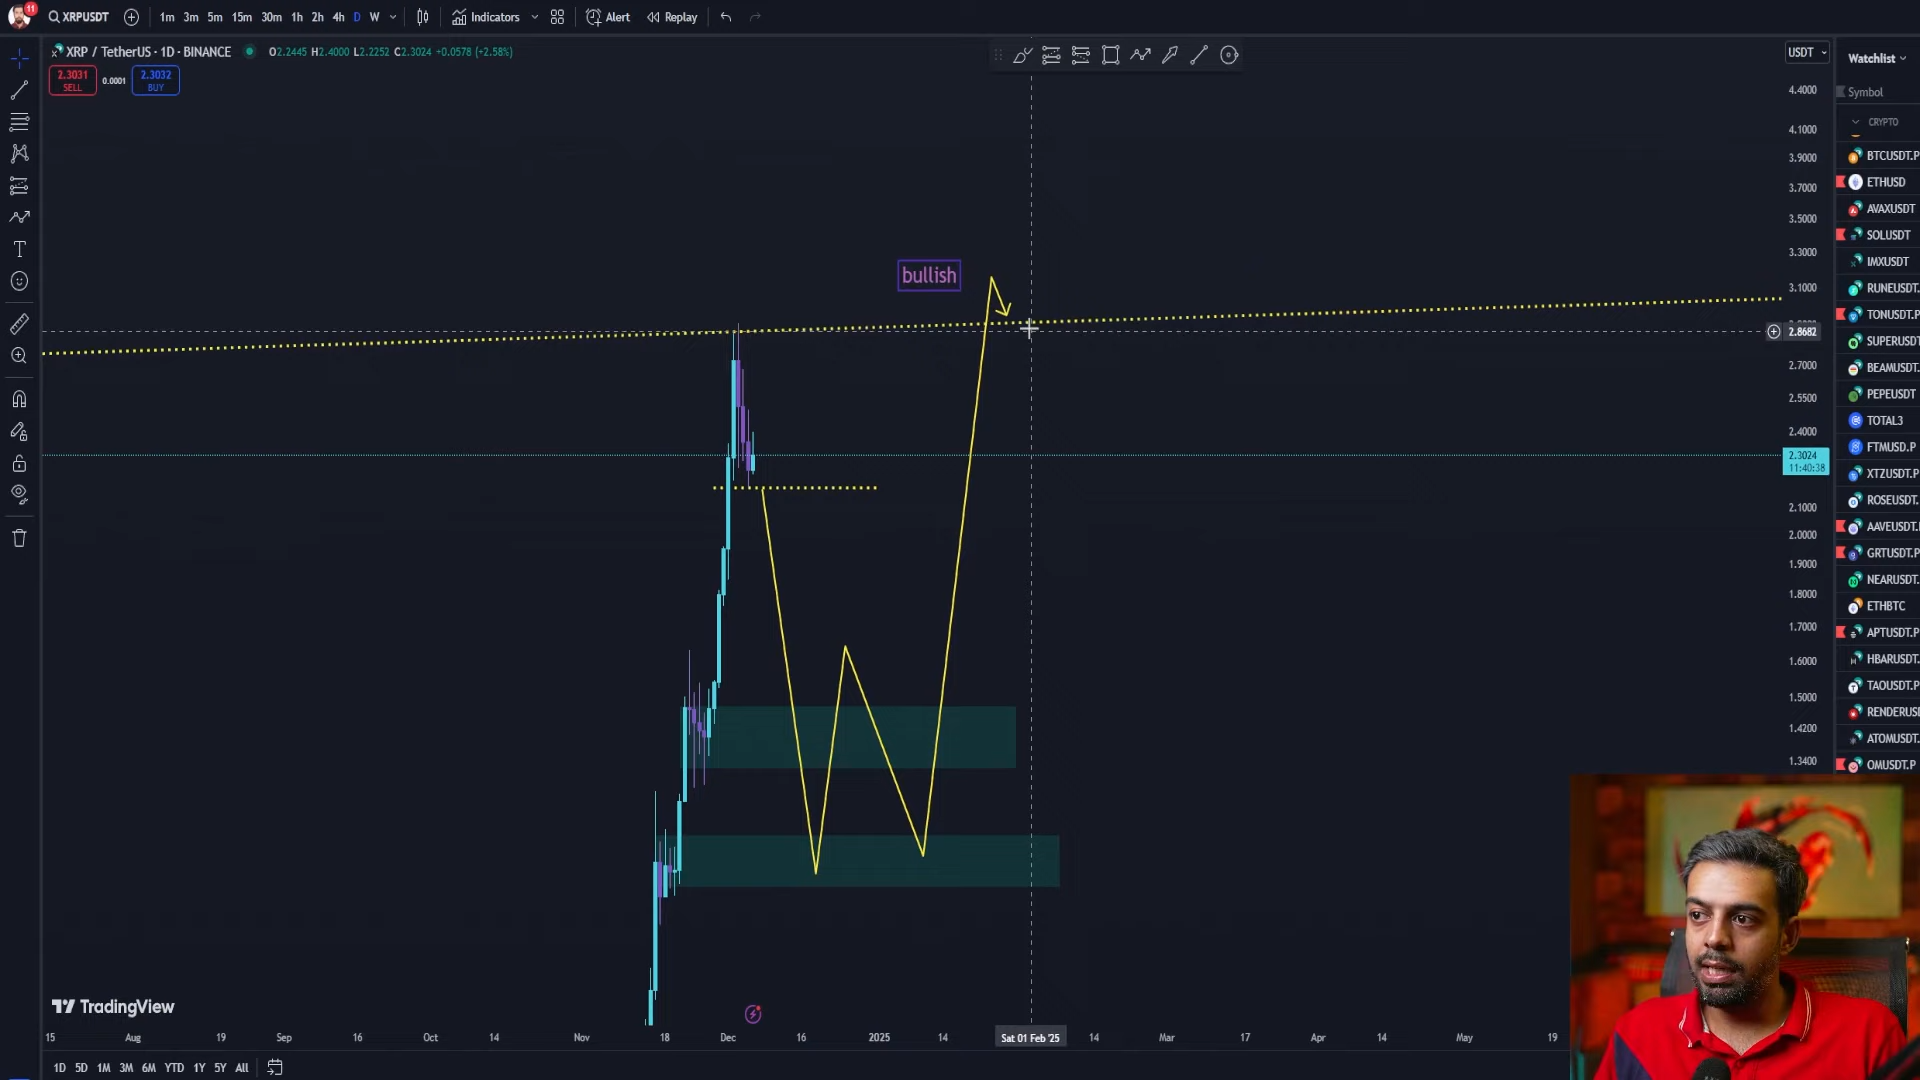 11
XRPUSDT
1m 3m 5m 15m 30m 1h 2h 4h D W
Indicators
Alert
Replay
XRP / TetherUS · 1D · BINANCE
O2.2445 H2.4000 L2.2252 C2.3024 +0.0578 (+2.58%)
2.3031
SELL
0.0001
2.3032
BUY
bullish
USDT
4.4000
4.1000
3.9000
3.7000
3.5000
3.3000
3.1000
2.8682
2.7000
2.5500
2.4000
2.3024
11:40:38
2.1000
2.0000
1.9000
1.8000
1.7000
1.6000
1.5000
1.4200
1.3400
Watchlist
Symbol
CRYPTO
BTCUSDT.P
ETHUSD
AVAXUSDT
SOLUSDT
IMXUSDT
RUNEUSDT.
TONUSDT.P
SUPERUSDT
BEAMUSDT.
PEPEUSDT
TOTAL3
FTMUSD.P
XTZUSDT.P
ROSEUSDT.
AAVEUSDT.
GRTUSDT.P
NEARUSDT.
ETHBTC
APTUSDT.P
HBARUSDT.
TAOUSDT.P
RENDERUSD
ATOMUSDT.
OMUSDT.P
TradingView
15 Aug 19 Sep 14 Oct 14 Nov 18 Dec 16 2025 14 Sat 01 Feb '25 14 Mar 17 Apr 14 May 19
1D 5D 1M 3M 6M YTD 1Y 5Y All